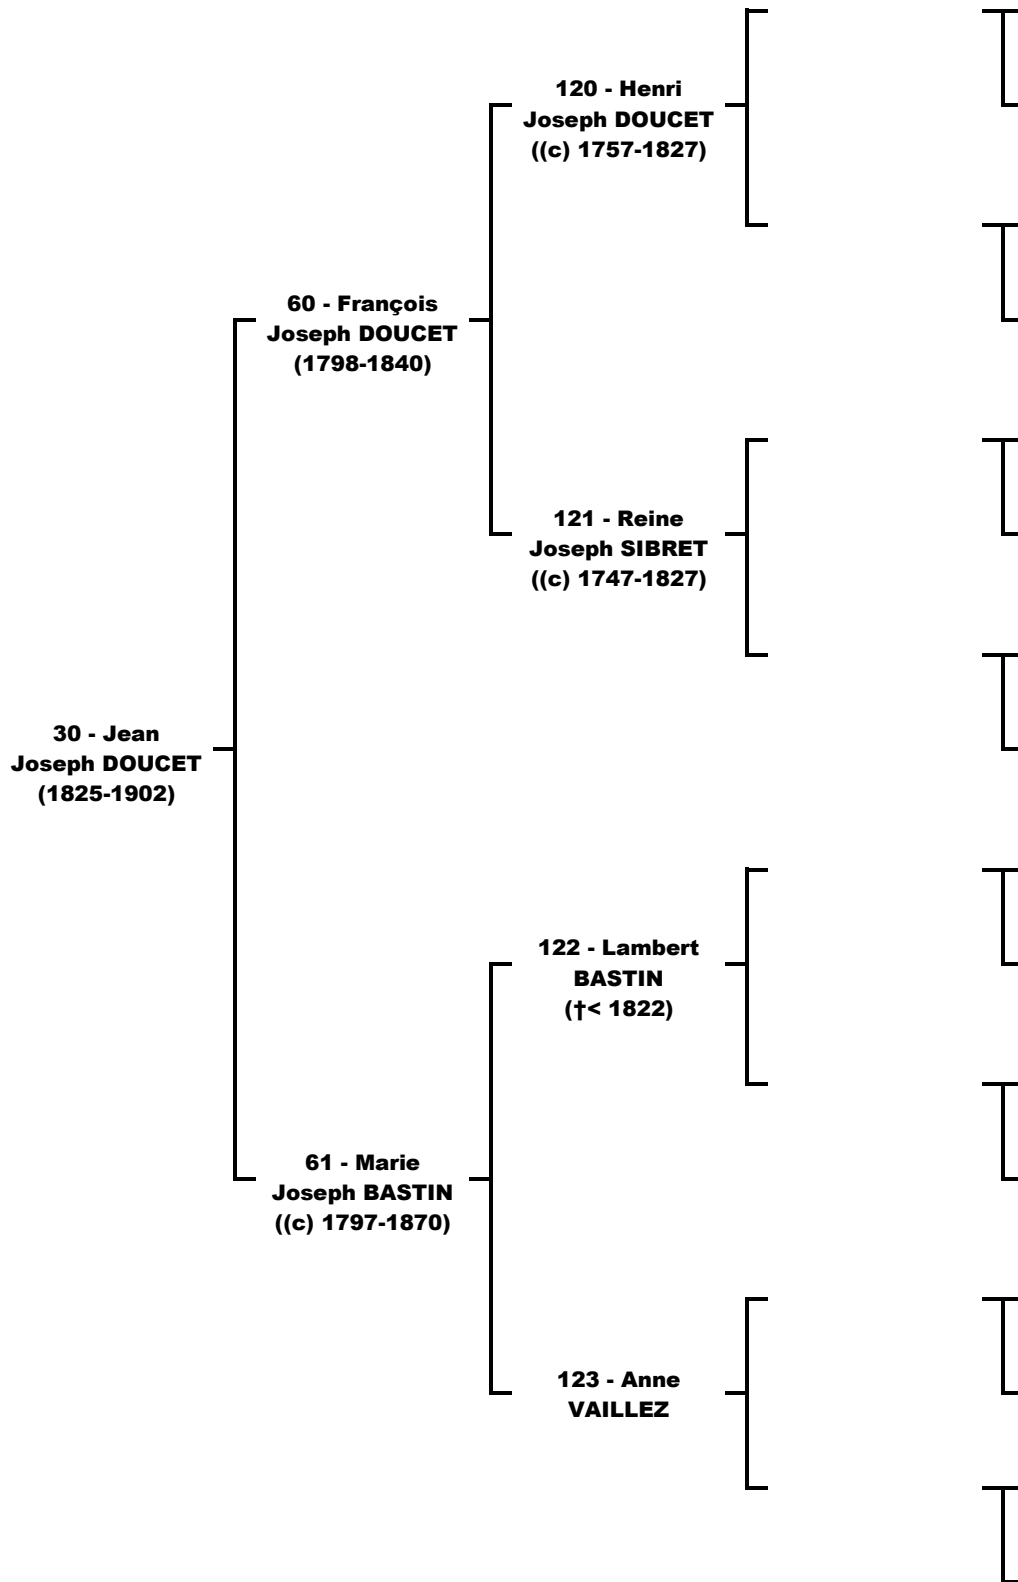 120 - Henri
Joseph DOUCET
((c) 1757-1827)
60 - François
Joseph DOUCET
(1798-1840)
121 - Reine
Joseph SIBRET
((c) 1747-1827)
30 - Jean
Joseph DOUCET
(1825-1902)
122 - Lambert
BASTIN
(†< 1822)
61 - Marie
Joseph BASTIN
((c) 1797-1870)
123 - Anne
VAILLEZ